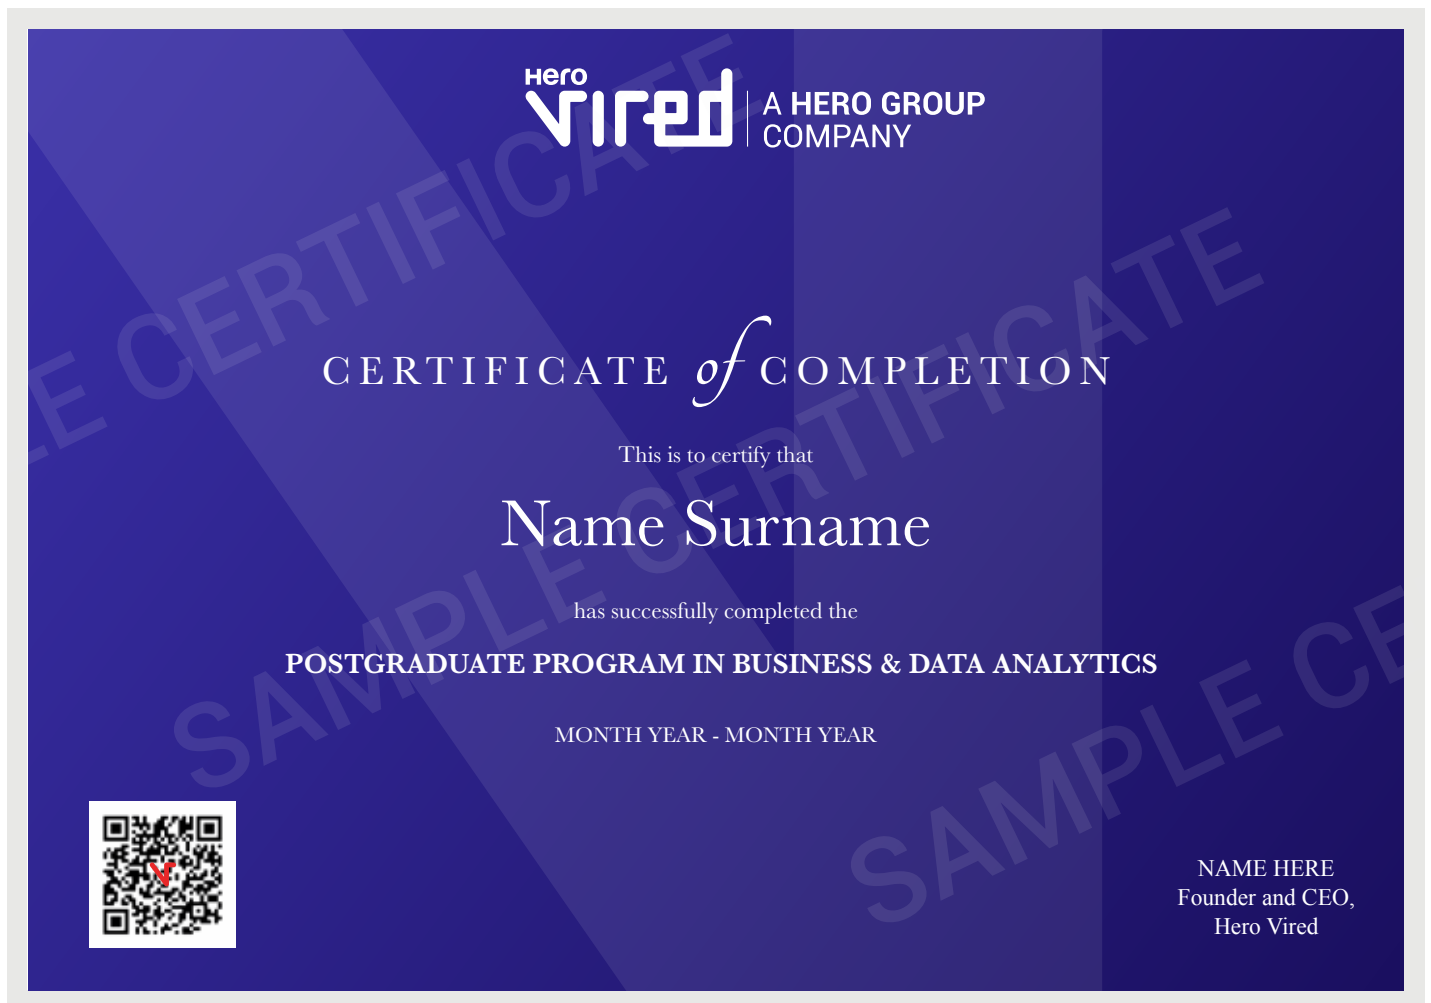 Hero
vired
A HERO GROUP
COMPANY
CERTIFICATE of COMPLETION
This is to certify that
Name Surname
has successfully completed the
POSTGRADUATE PROGRAM IN BUSINESS & DATA ANALYTICS
MONTH YEAR - MONTH YEAR
NAME HERE
Founder and CEO,
Hero Vired
LE CERTIFICATE
SAMPLE CERTIFICATE
SAMPLE CE